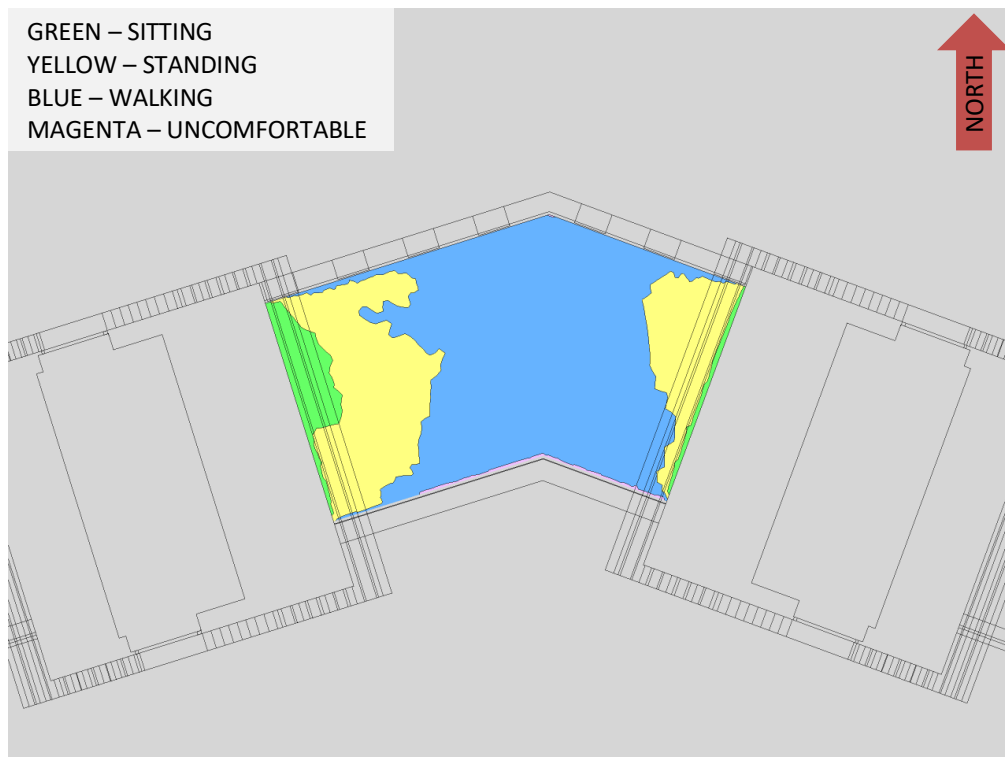 GREEN – SITTING
YELLOW – STANDING
BLUE – WALKING
MAGENTA – UNCOMFORTABLE
NORTH